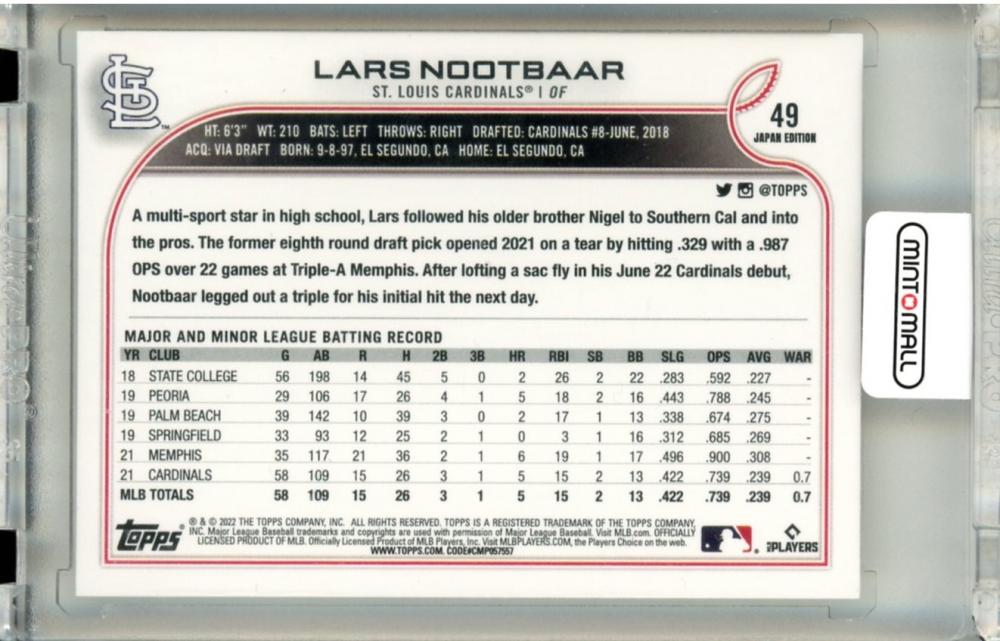 LARS NOOTBAAR
ST. LOUIS CARDINALS® | OF
49
JAPAN EDITION
HT: 6'3" WT: 210 BATS: LEFT THROWS: RIGHT DRAFTED: CARDINALS #8-JUNE, 2018
ACQ: VIA DRAFT BORN: 9-8-97, EL SEGUNDO, CA HOME: EL SEGUNDO, CA
@TOPPS
A multi-sport star in high school, Lars followed his older brother Nigel to Southern Cal and into
the pros. The former eighth round draft pick opened 2021 on a tear by hitting .329 with a .987
OPS over 22 games at Triple-A Memphis. After lofting a sac fly in his June 22 Cardinals debut,
Nootbaar legged out a triple for his initial hit the next day.
MAJOR AND MINOR LEAGUE BATTING RECORD
YR CLUB G AB R H 2B 3B HR RBI SB BB SLG OPS AVG WAR
18 STATE COLLEGE 56 198 14 45 5 0 2 26 2 22 .283 .592 .227 -
19 PEORIA 29 106 17 26 4 1 5 18 2 16 .443 .788 .245 -
19 PALM BEACH 39 142 10 39 3 0 2 17 1 13 .338 .674 .275 -
19 SPRINGFIELD 33 93 12 25 2 1 0 3 1 16 .312 .685 .269 -
21 MEMPHIS 35 117 21 36 2 1 6 19 1 17 .496 .900 .308 -
21 CARDINALS 58 109 15 26 3 1 5 15 2 13 .422 .739 .239 0.7
MLB TOTALS 58 109 15 26 3 1 5 15 2 13 .422 .739 .239 0.7
Topps®
® & © 2022 THE TOPPS COMPANY, INC. ALL RIGHTS RESERVED. TOPPS IS A REGISTERED TRADEMARK OF THE TOPPS COMPANY,
INC. Major League Baseball trademarks and copyrights are used with permission of Major League Baseball. Visit MLB.com. OFFICIALLY
LICENSED PRODUCT OF MLB. Officially Licensed Product of MLB Players, Inc. Visit MLBPLAYERS.COM, the Players Choice on the web.
WWW.TOPPS.COM. CODE#CMP057557
PLAYERS
MINTOMALL